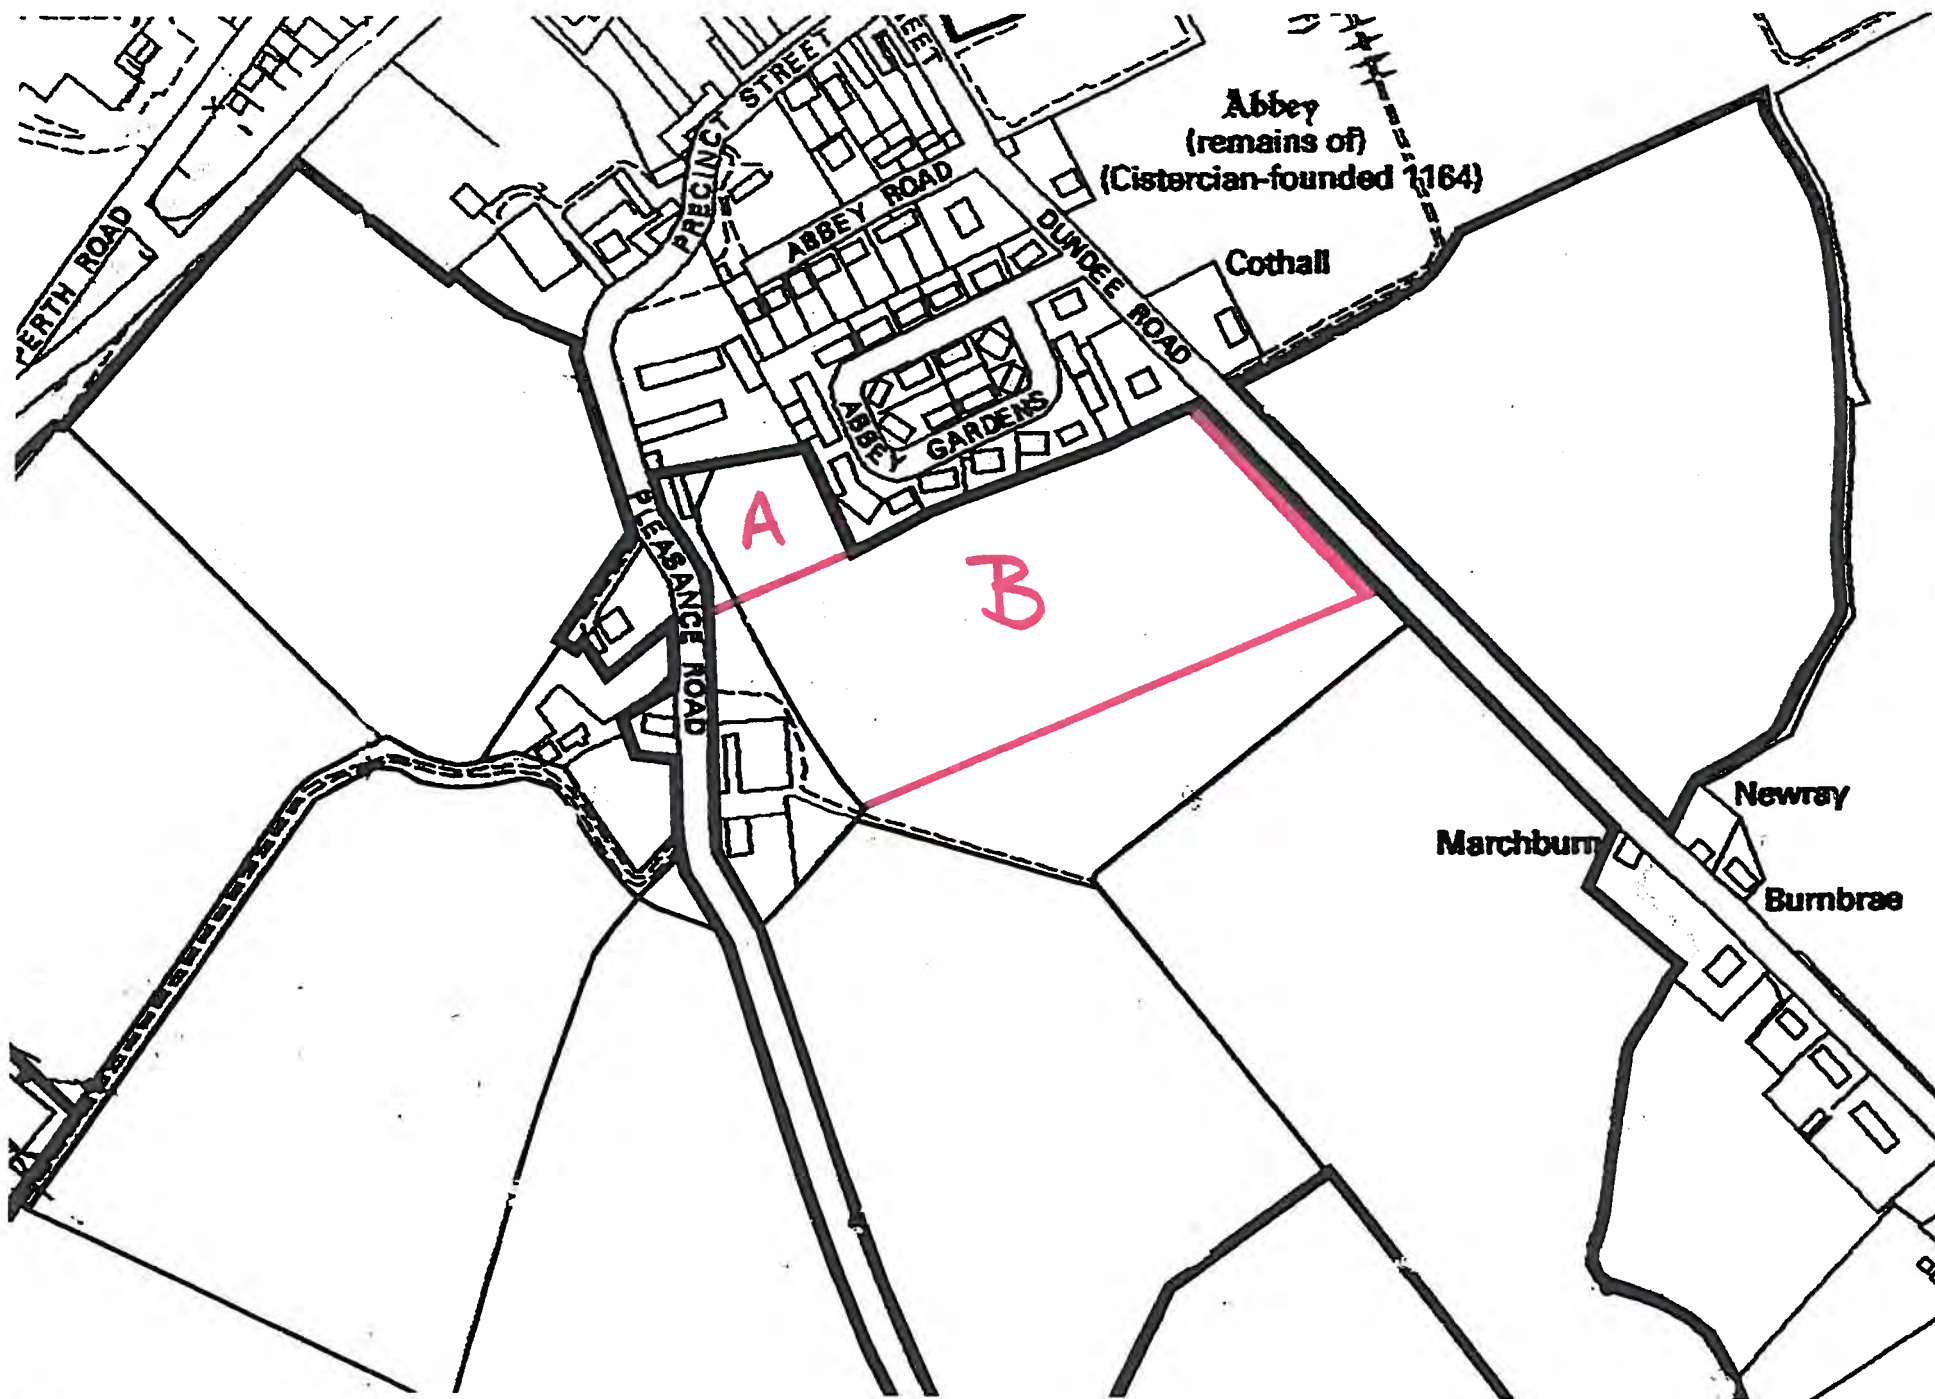 STREET
EET
PRECINCT
Abbey
(remains of)
(Cistercian-founded 1164)
PERTH ROAD
ABBEY ROAD
DUNDEE ROAD
Cothall
ABBEY
GARDENS
A
PLEASANCE ROAD
B
Newray
Marchburn
Burnbrae